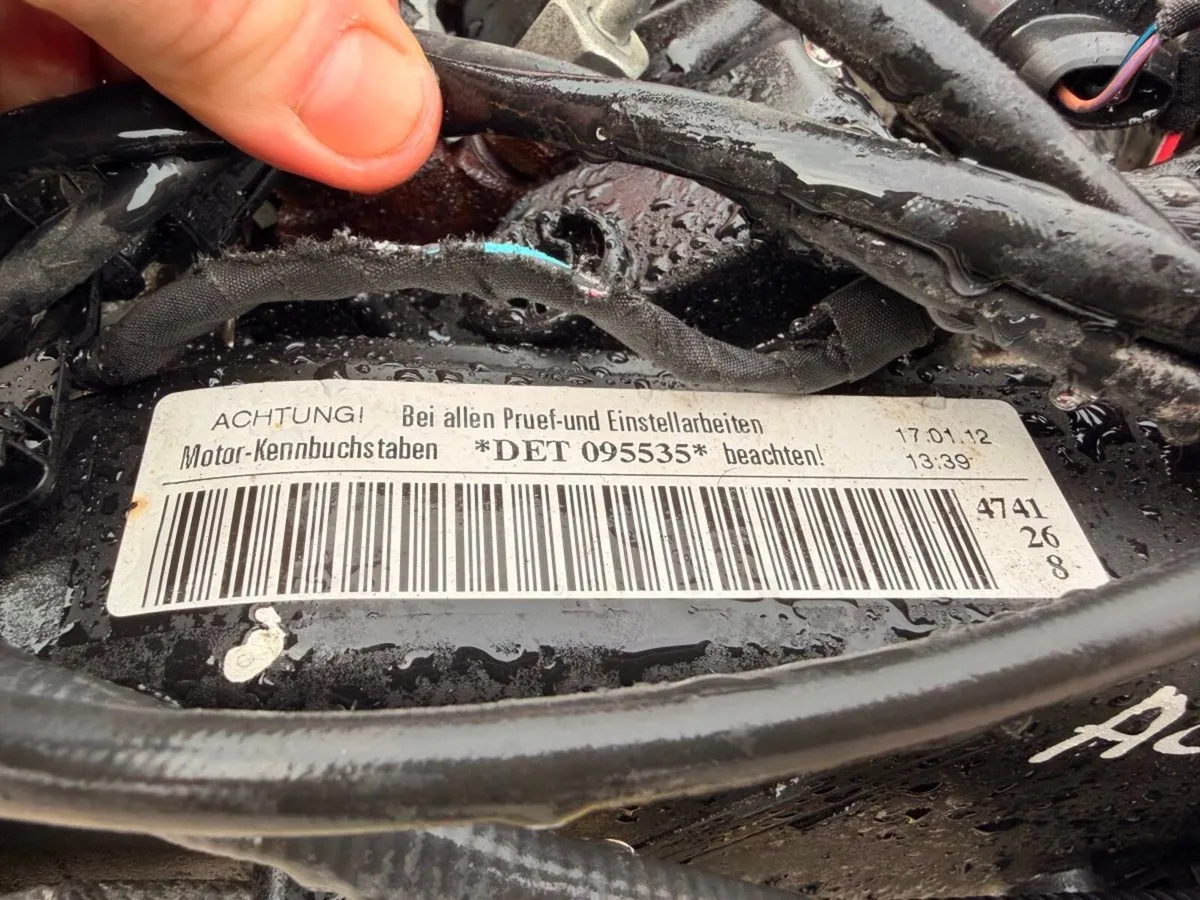 ACHTUNG! Bei allen Pruef-und Einstellarbeiten
Motor-Kennbuchstaben *DET 095535* beachten!
17.01.12
13:39
4741
26
8